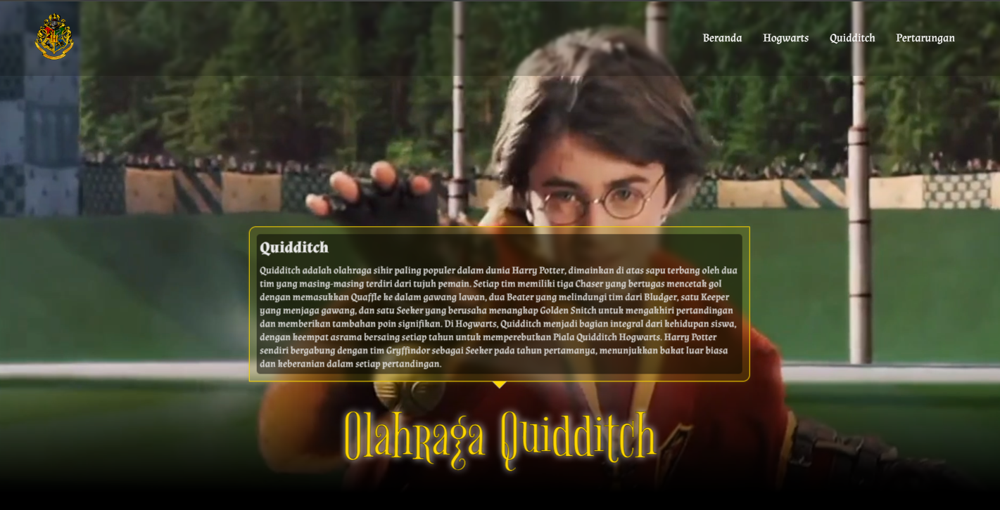 Beranda Hogwarts Quidditch Pertarungan
Quidditch
Quidditch adalah olahraga sihir paling populer dalam dunia Harry Potter, dimainkan di atas sapu terbang oleh dua
tim yang masing-masing terdiri dari tujuh pemain. Setiap tim memiliki tiga Chaser yang bertugas mencetak gol
dengan memasukkan Quaffle ke dalam gawang lawan, dua Beater yang melindungi tim dari Bludger, satu Keeper
yang menjaga gawang, dan satu Seeker yang berusaha menangkap Golden Snitch untuk mengakhiri pertandingan
dan memberikan tambahan poin signifikan. Di Hogwarts, Quidditch menjadi bagian integral dari kehidupan siswa,
dengan keempat asrama bersaing setiap tahun untuk memperebutkan Piala Quidditch Hogwarts. Harry Potter
sendiri bergabung dengan tim Gryffindor sebagai Seeker pada tahun pertamanya, menunjukkan bakat luar biasa
dan keberanian dalam setiap pertandingan.
Olahraga Quidditch